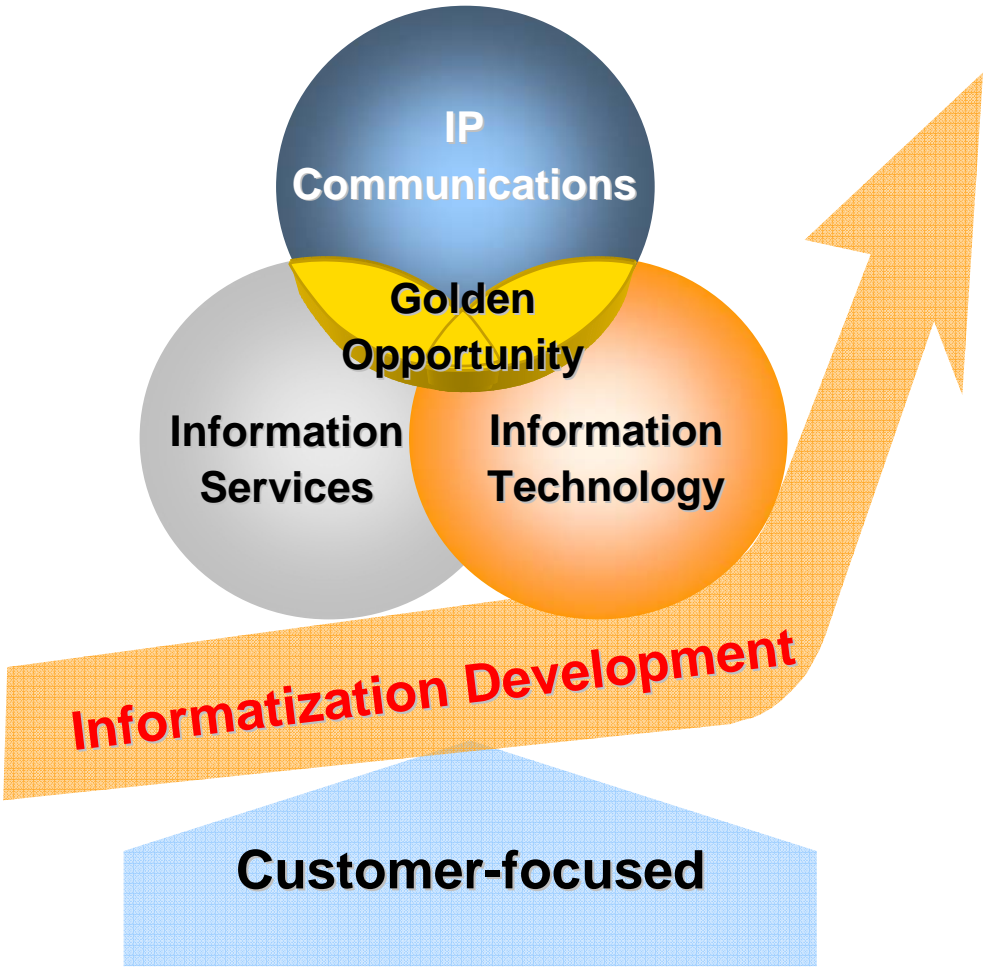 IP
Communications
Golden
Opportunity
Information
Services
Information
Technology
Informatization Development
Customer-focused